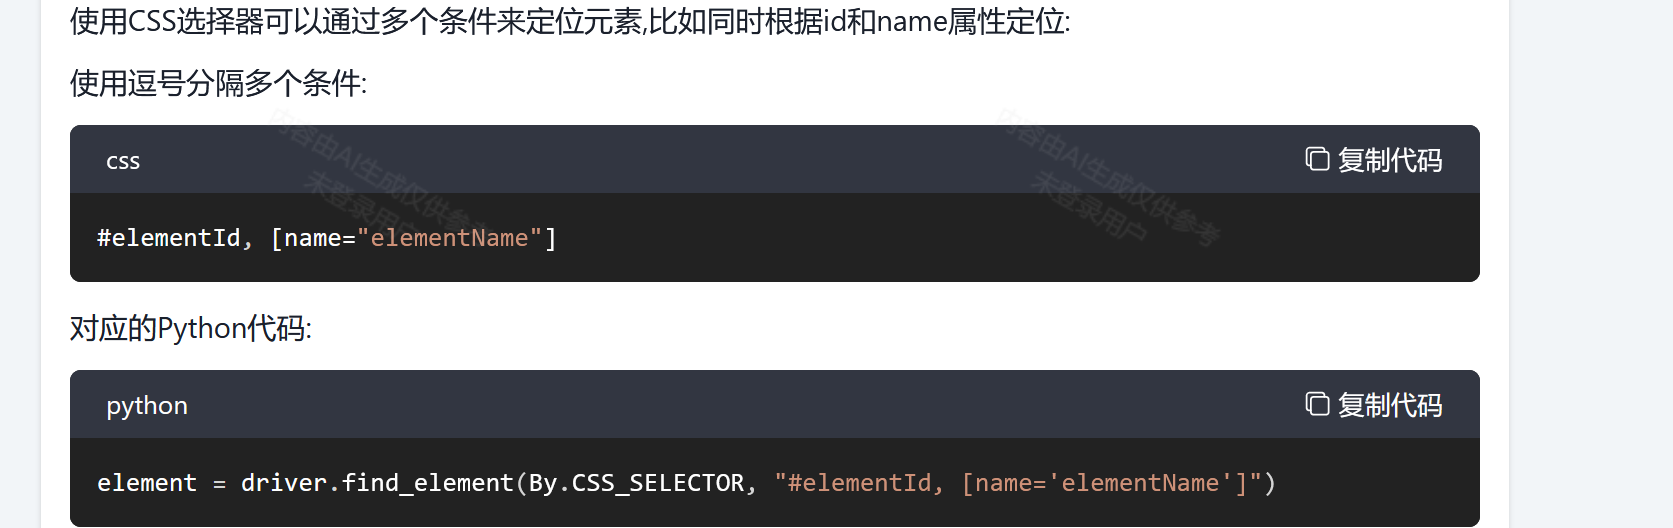 使用CSS选择器可以通过多个条件来定位元素,比如同时根据id和name属性定位:
使用逗号分隔多个条件:
css
复制代码
#elementId, [name="elementName"]
内容由AI生成仅供参考
未登录用户
内容由AI生成仅供参考
未登录用户
对应的Python代码:
python
复制代码
element = driver.find_element(By.CSS_SELECTOR, "#elementId, [name='elementName']")